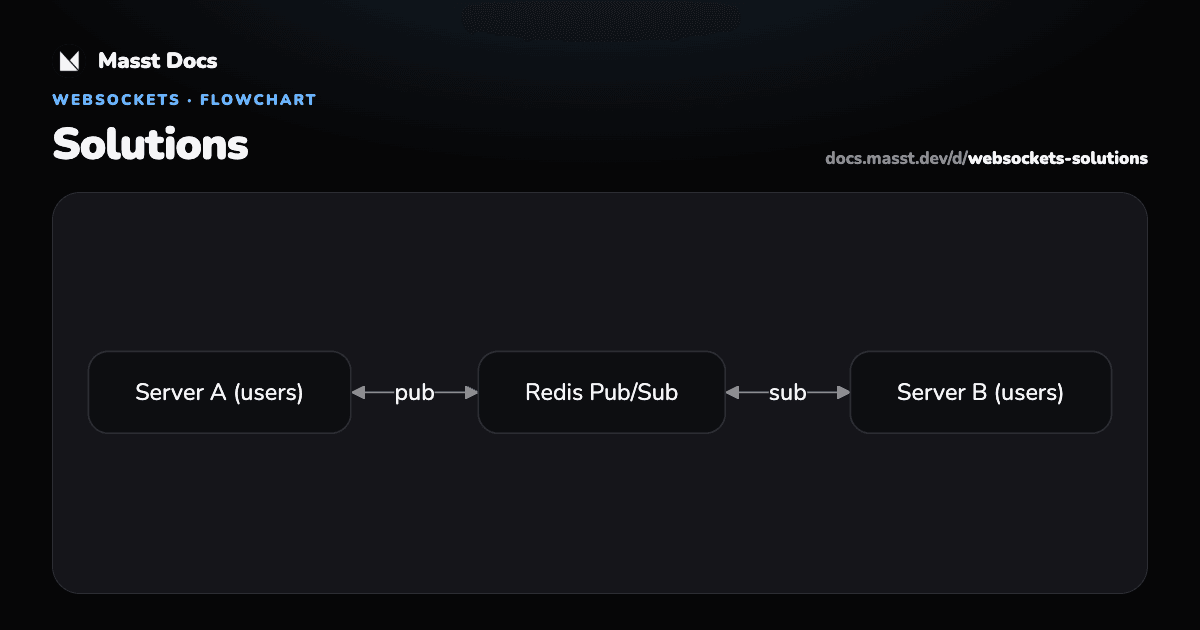 Masst Docs
WEBSOCKETS · FLOWCHART
Solutions
docs.masst.dev/d/websockets-solutions
Server A (users)
pub
Redis Pub/Sub
sub
Server B (users)